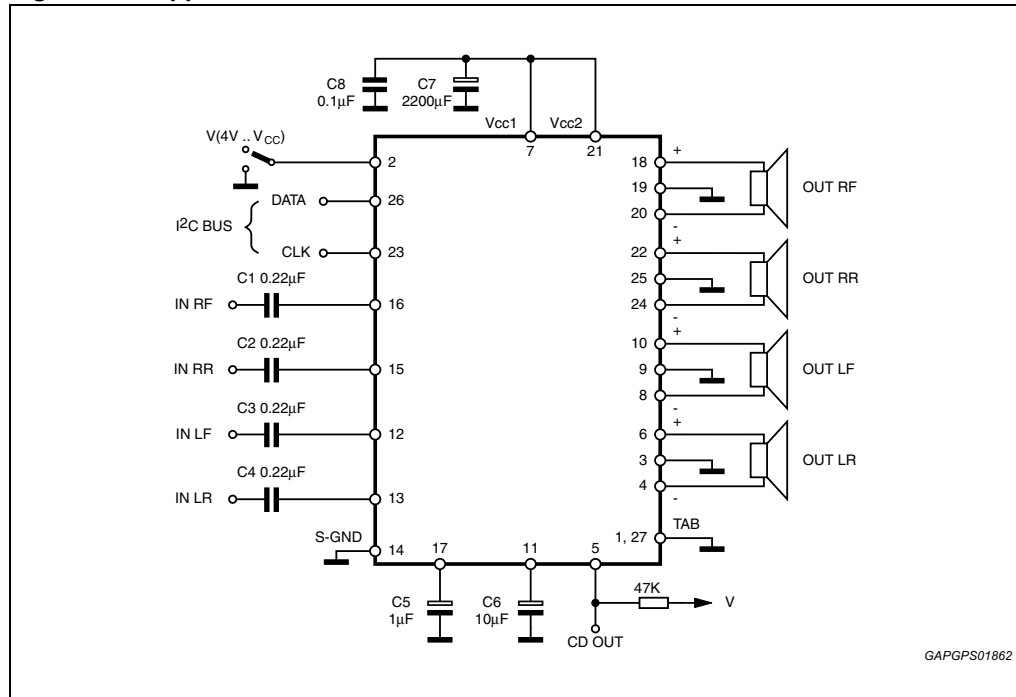 C8
0.1µF
C7
2200µF
Vcc1
Vcc2
7
21
V(4V .. VCC)
2
DATA
26
I2C BUS
CLK
23
C1 0.22µF
IN RF
16
C2 0.22µF
IN RR
15
C3 0.22µF
IN LF
12
C4 0.22µF
IN LR
13
S-GND
14
17
11
5
C5
1µF
C6
10µF
CD OUT
47K
V
18
+
19
20
-
OUT RF
+
22
25
24
-
OUT RR
+
10
9
8
-
OUT LF
+
6
3
4
-
OUT LR
1, 27
TAB
GAPGPS01862